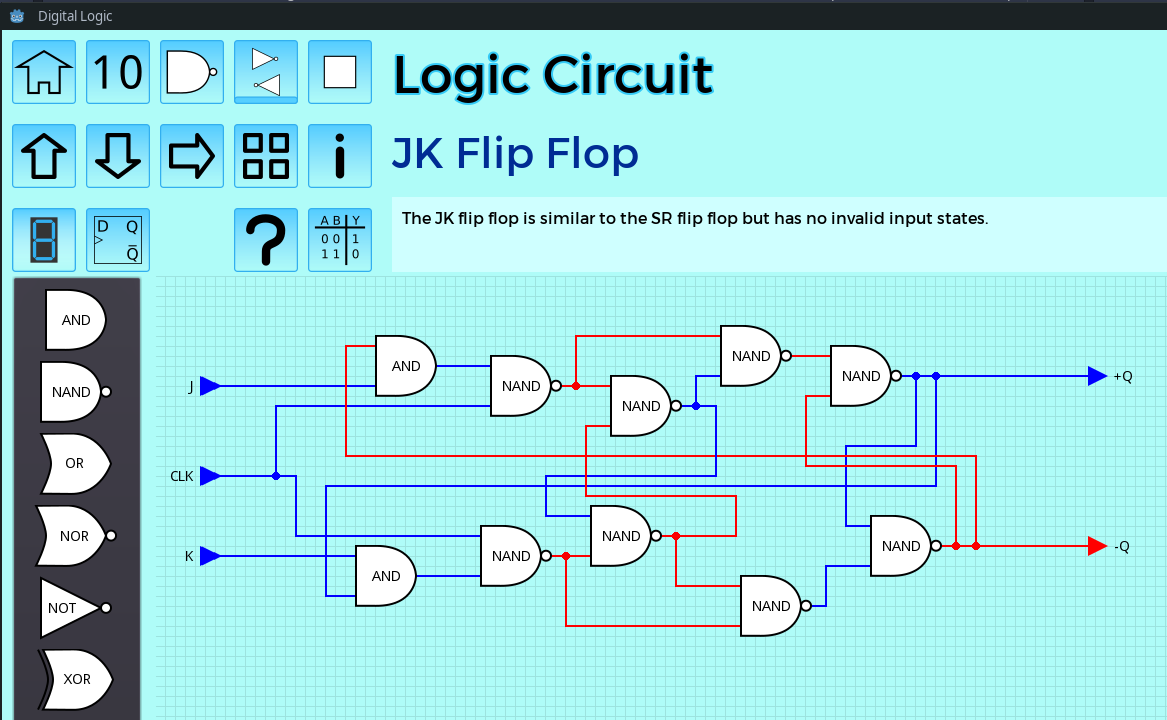 Digital Logic
10
Logic Circuit
JK Flip Flop
i
D Q
Q̅
?
A B Y
0 0 1
1 1 0
The JK flip flop is similar to the SR flip flop but has no invalid input states.
AND
NAND
OR
NOR
NOT
XOR
J
CLK
K
AND
NAND
NAND
NAND
NAND
+Q
AND
NAND
NAND
NAND
NAND
-Q